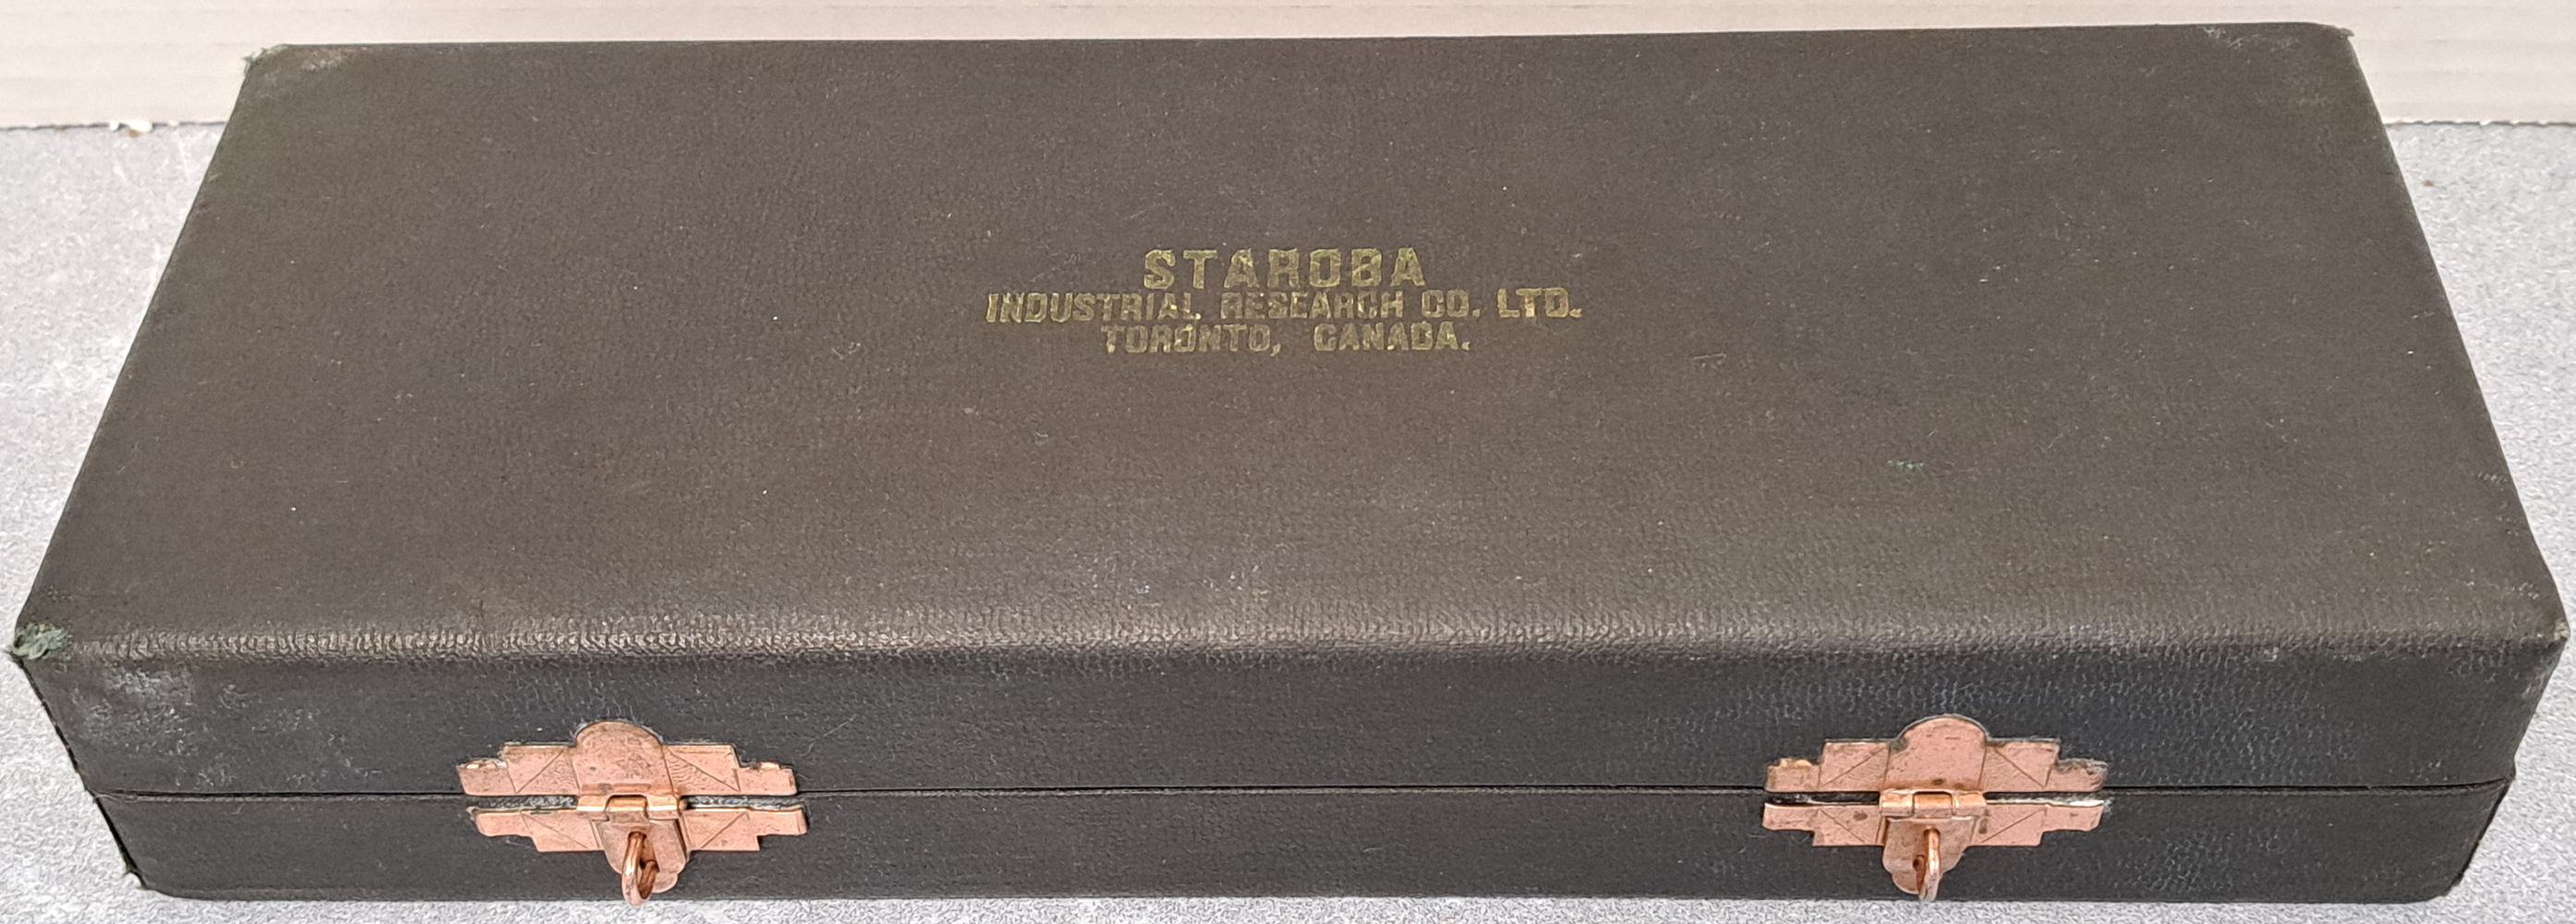 STAROBA
INDUSTRIAL RESEARCH CO. LTD.
TORONTO, CANADA.